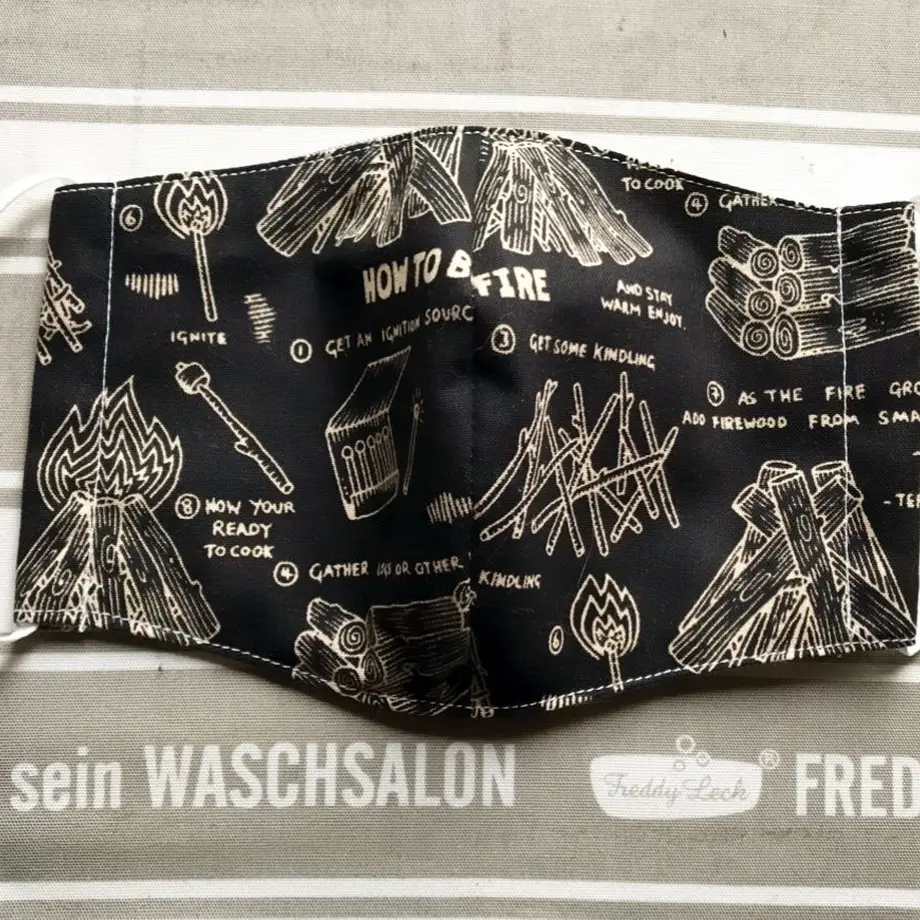 TO COOK
④ GATHER
⑥
HOW TO B
FIRE
AND STAY
WARM ENJOY.
IGNITE
① GET AN IGNITION SOURC
③ GET SOME KINDLING
⑦ AS THE FIRE GRO
ADD FIREWOOD FROM SMA
⑧ NOW YOUR
READY
TO COOK
④ GATHER LOGS OR OTHER
KINDLING
⑥
sein WASCHSALON
Freddy Leck ® FRED